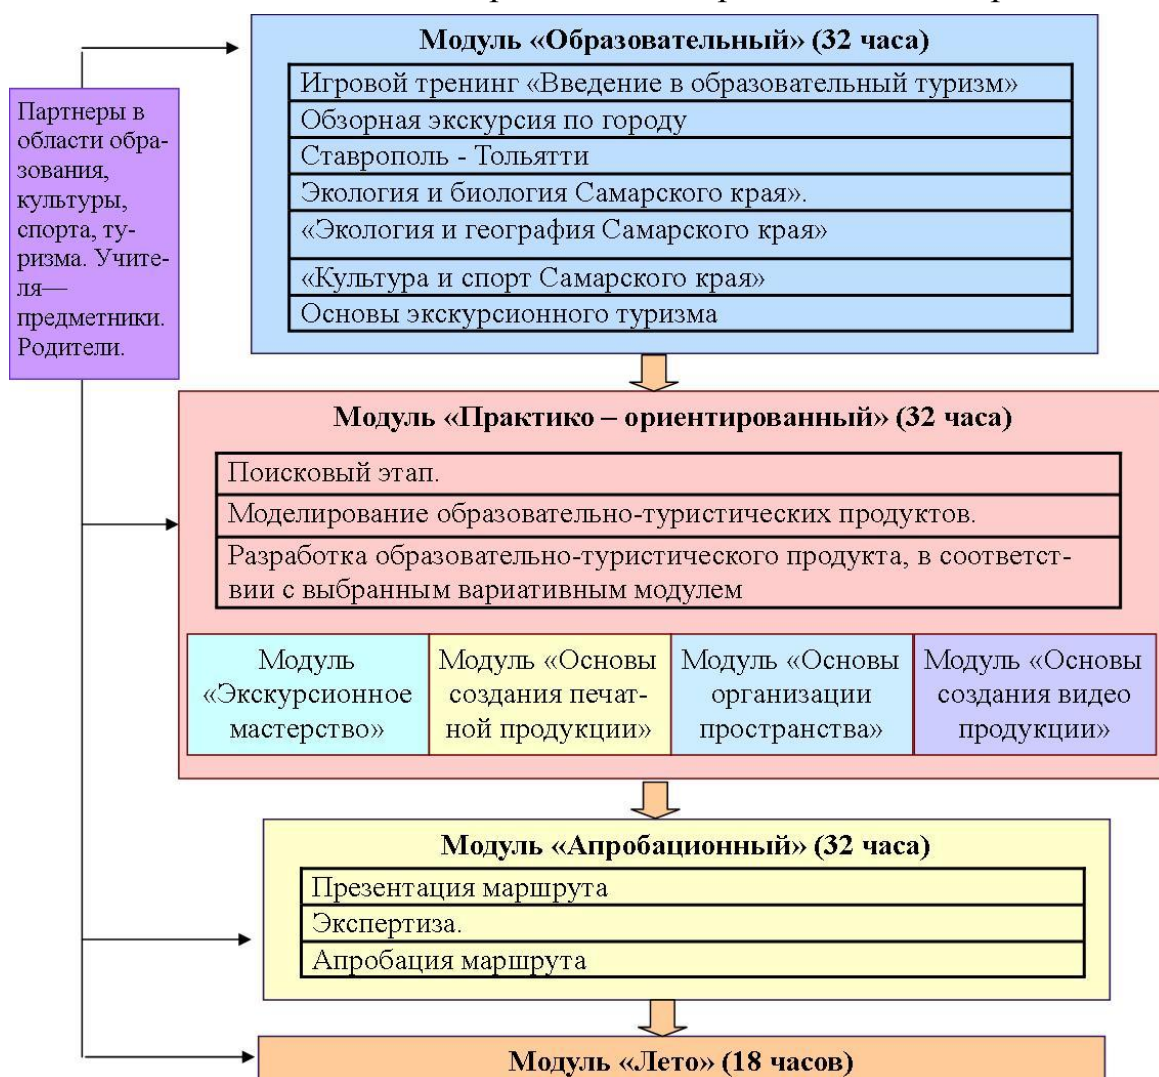 Модуль «Образовательный» (32 часа)
Игровой тренинг «Введение в образовательный туризм»
Обзорная экскурсия по городу
Ставрополь - Тольятти
Экология и биология Самарского края».
«Экология и география Самарского края»
«Культура и спорт Самарского края»
Основы экскурсионного туризма
Партнеры в
области обра-
зования,
культуры,
спорта, ту-
ризма. Учите-
ля—
предметники.
Родители.
Модуль «Практико – ориентированный» (32 часа)
Поисковый этап.
Моделирование образовательно-туристических продуктов.
Разработка образовательно-туристического продукта, в соответст-
вии с выбранным вариативным модулем
Модуль
«Экскурсионное
мастерство»
Модуль «Основы
создания печат-
ной продукции»
Модуль «Основы
организации
пространства»
Модуль «Основы
создания видео
продукции»
Модуль «Апробационный» (32 часа)
Презентация маршрута
Экспертиза.
Апробация маршрута
Модуль «Лето» (18 часов)